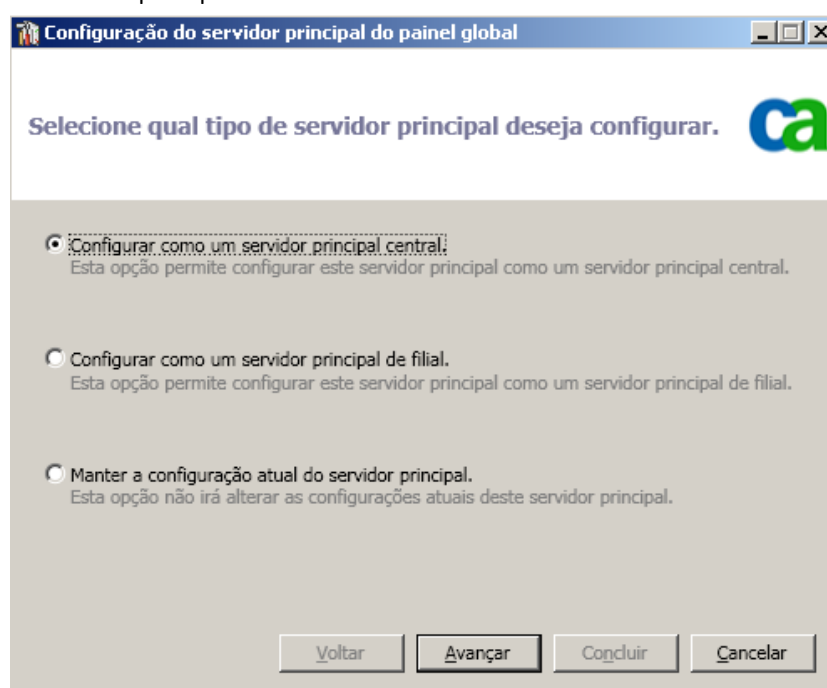 Configuração do servidor principal do painel global
Selecione qual tipo de servidor principal deseja configurar.
ca
Configurar como um servidor principal central.
Esta opção permite configurar este servidor principal como um servidor principal central.
Configurar como um servidor principal de filial.
Esta opção permite configurar este servidor principal como um servidor principal de filial.
Manter a configuração atual do servidor principal.
Esta opção não irá alterar as configurações atuais deste servidor principal.
Voltar Avançar Concluir Cancelar